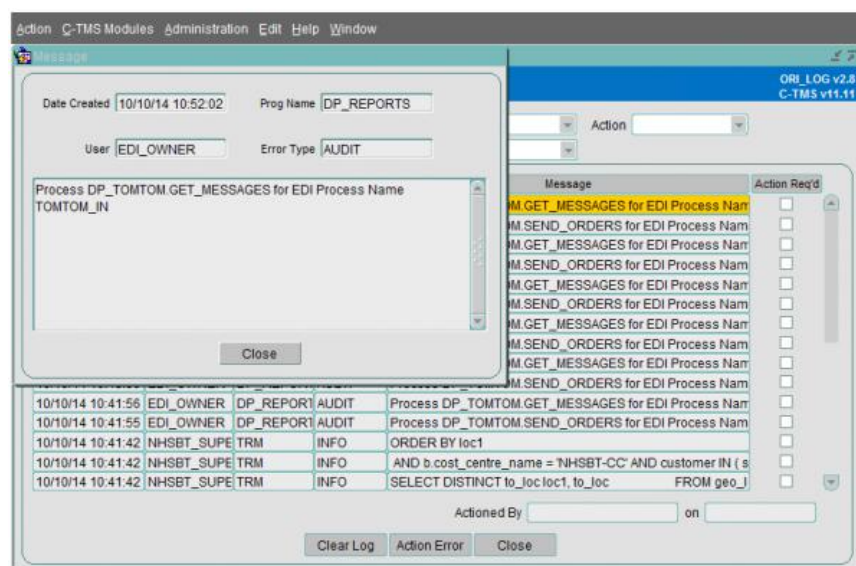 Action C-TMS Modules Administration Edit Help Window
Message
ORI_LOG v2.8
C-TMS v11.11
Date Created 10/10/14 10:52:02 Prog Name DP_REPORTS
User EDI_OWNER Error Type AUDIT
Process DP_TOMTOM.GET_MESSAGES for EDI Process Name
TOMTOM_IN
Close
Action
Message Action Req'd
GET_MESSAGES for EDI Process Nam
SEND_ORDERS for EDI Process Nam
GET_MESSAGES for EDI Process Nam
SEND_ORDERS for EDI Process Nam
GET_MESSAGES for EDI Process Nam
SEND_ORDERS for EDI Process Nam
GET_MESSAGES for EDI Process Nam
SEND_ORDERS for EDI Process Nam
GET_MESSAGES for EDI Process Nam
SEND_ORDERS for EDI Process Nam
10/10/14 10:41:56 EDI_OWNER DP_REPORT AUDIT Process DP_TOMTOM.GET_MESSAGES for EDI Process Nam
10/10/14 10:41:55 EDI_OWNER DP_REPORT AUDIT Process DP_TOMTOM.SEND_ORDERS for EDI Process Nam
10/10/14 10:41:42 NHSBT_SUPE TRM INFO ORDER BY loc1
10/10/14 10:41:42 NHSBT_SUPE TRM INFO AND b.cost_centre_name = 'NHSBT-CC' AND customer IN ( s
10/10/14 10:41:42 NHSBT_SUPE TRM INFO SELECT DISTINCT to_loc loc1, to_loc FROM geo_l
Actioned By on
Clear Log Action Error Close